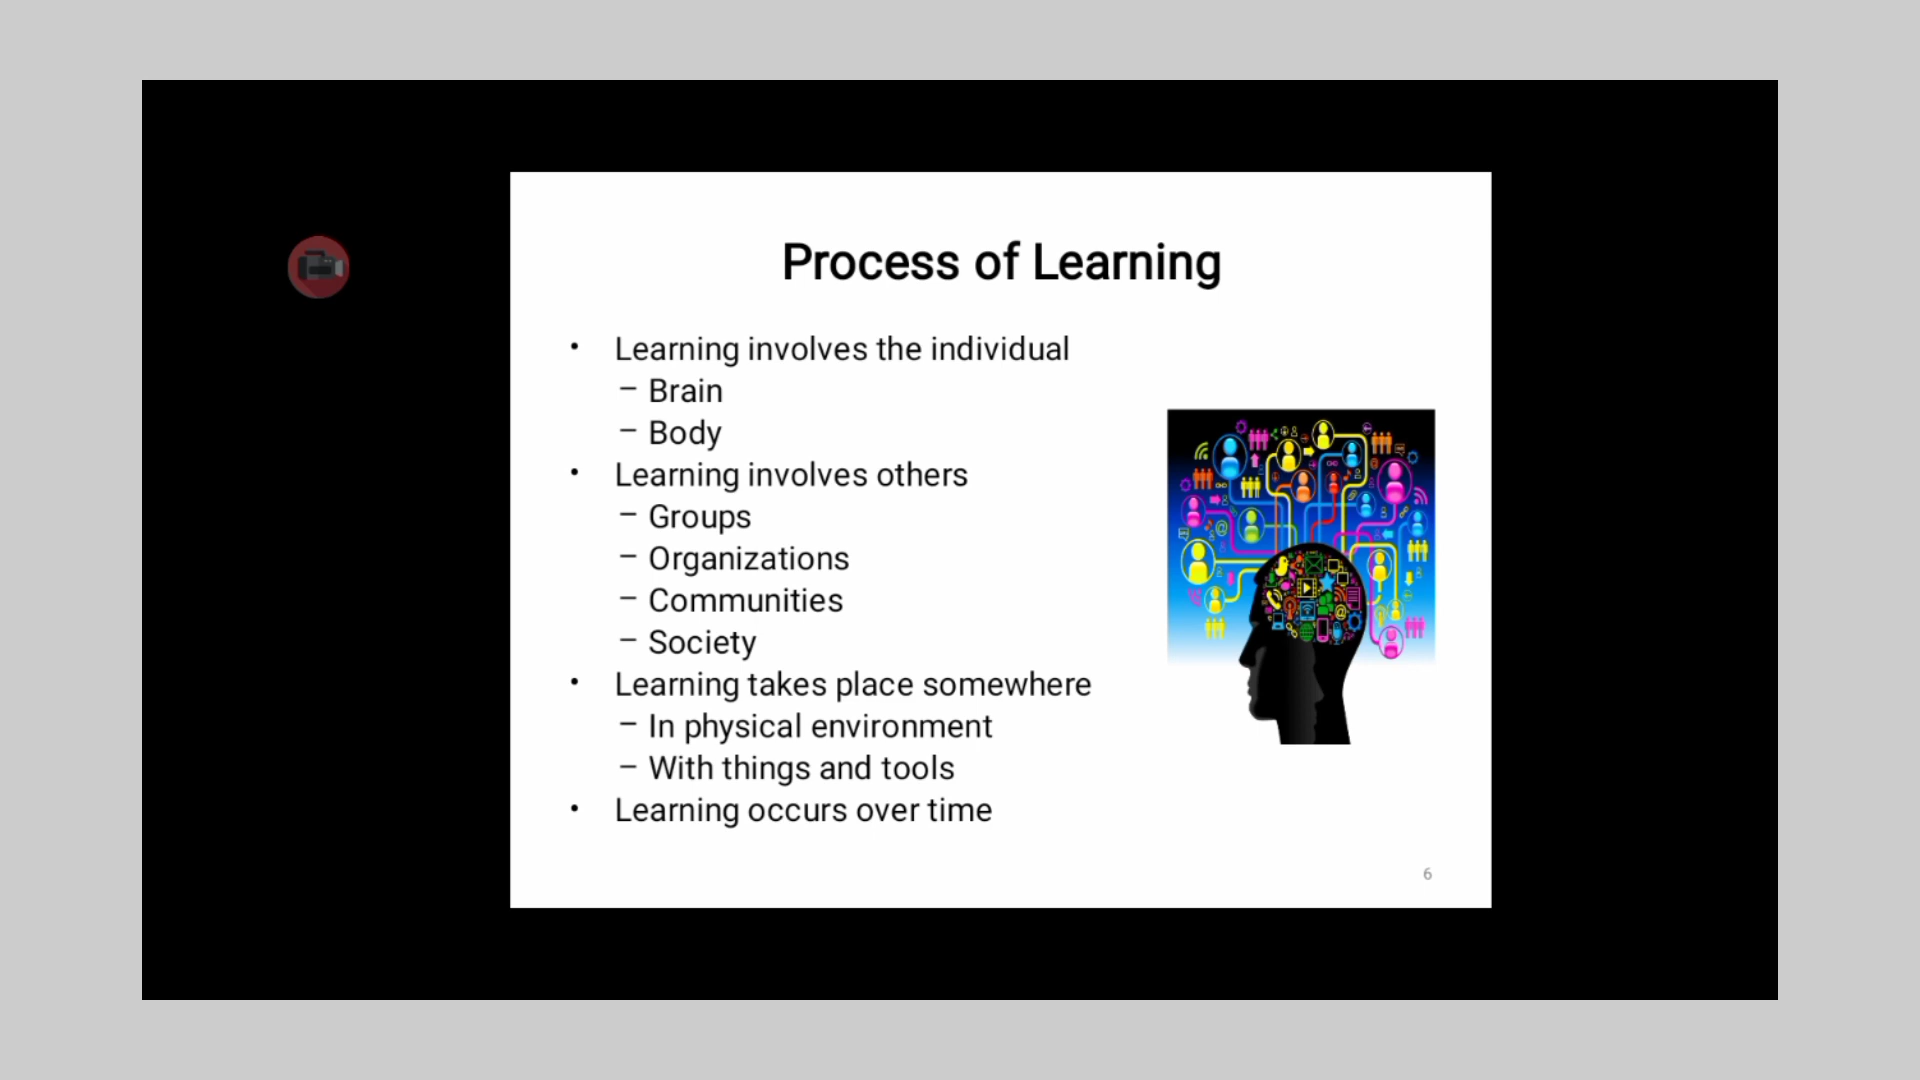 Process of Learning
• Learning involves the individual
– Brain
– Body
• Learning involves others
– Groups
– Organizations
– Communities
– Society
• Learning takes place somewhere
– In physical environment
– With things and tools
• Learning occurs over time
6